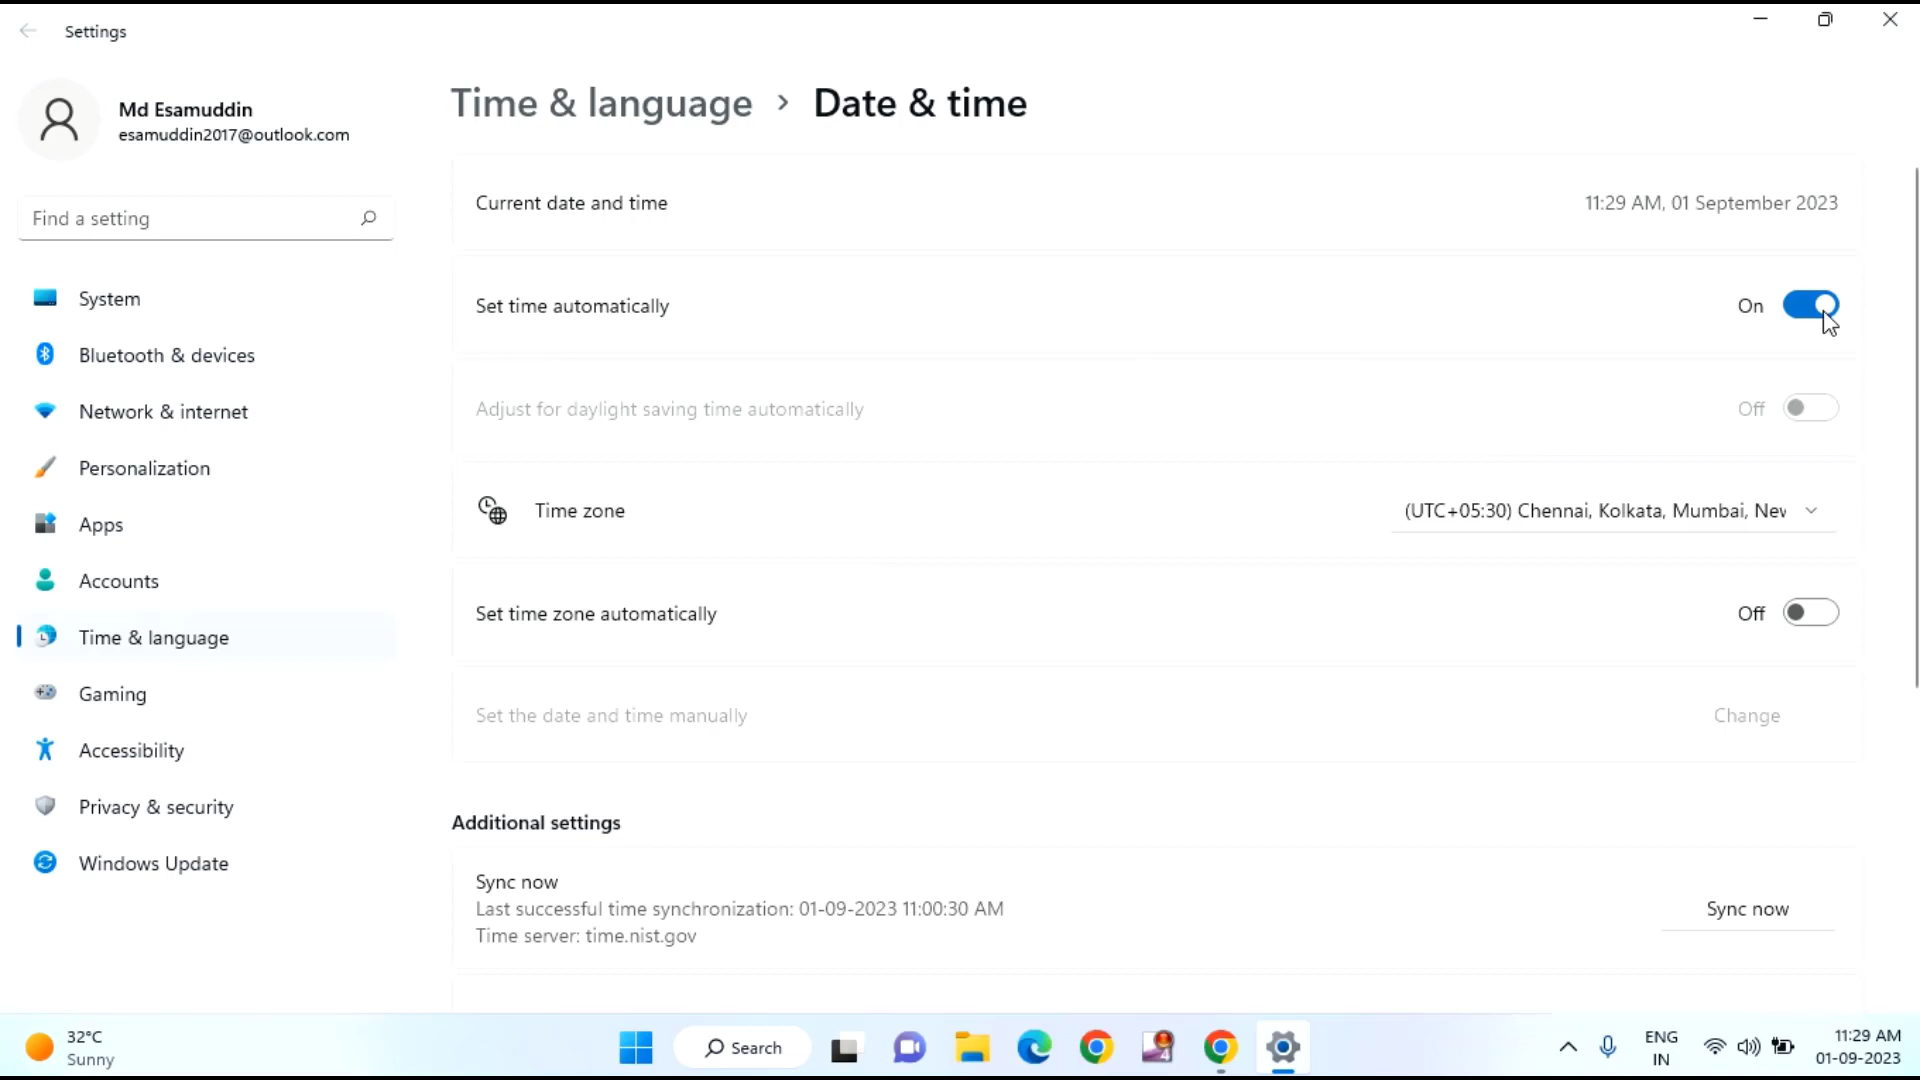 Settings
Md Esamuddin
esamuddin2017@outlook.com
Find a setting
System
Bluetooth & devices
Network & internet
Personalization
Apps
Accounts
Time & language
Gaming
Accessibility
Privacy & security
Windows Update
Time & language > Date & time
Current date and time 11:29 AM, 01 September 2023
Set time automatically On
Adjust for daylight saving time automatically Off
Time zone (UTC+05:30) Chennai, Kolkata, Mumbai, Nev
Set time zone automatically Off
Set the date and time manually Change
Additional settings
Sync now
Last successful time synchronization: 01-09-2023 11:00:30 AM
Time server: time.nist.gov
Sync now
32°C
Sunny
Search
4
ENG
IN
11:29 AM
01-09-2023